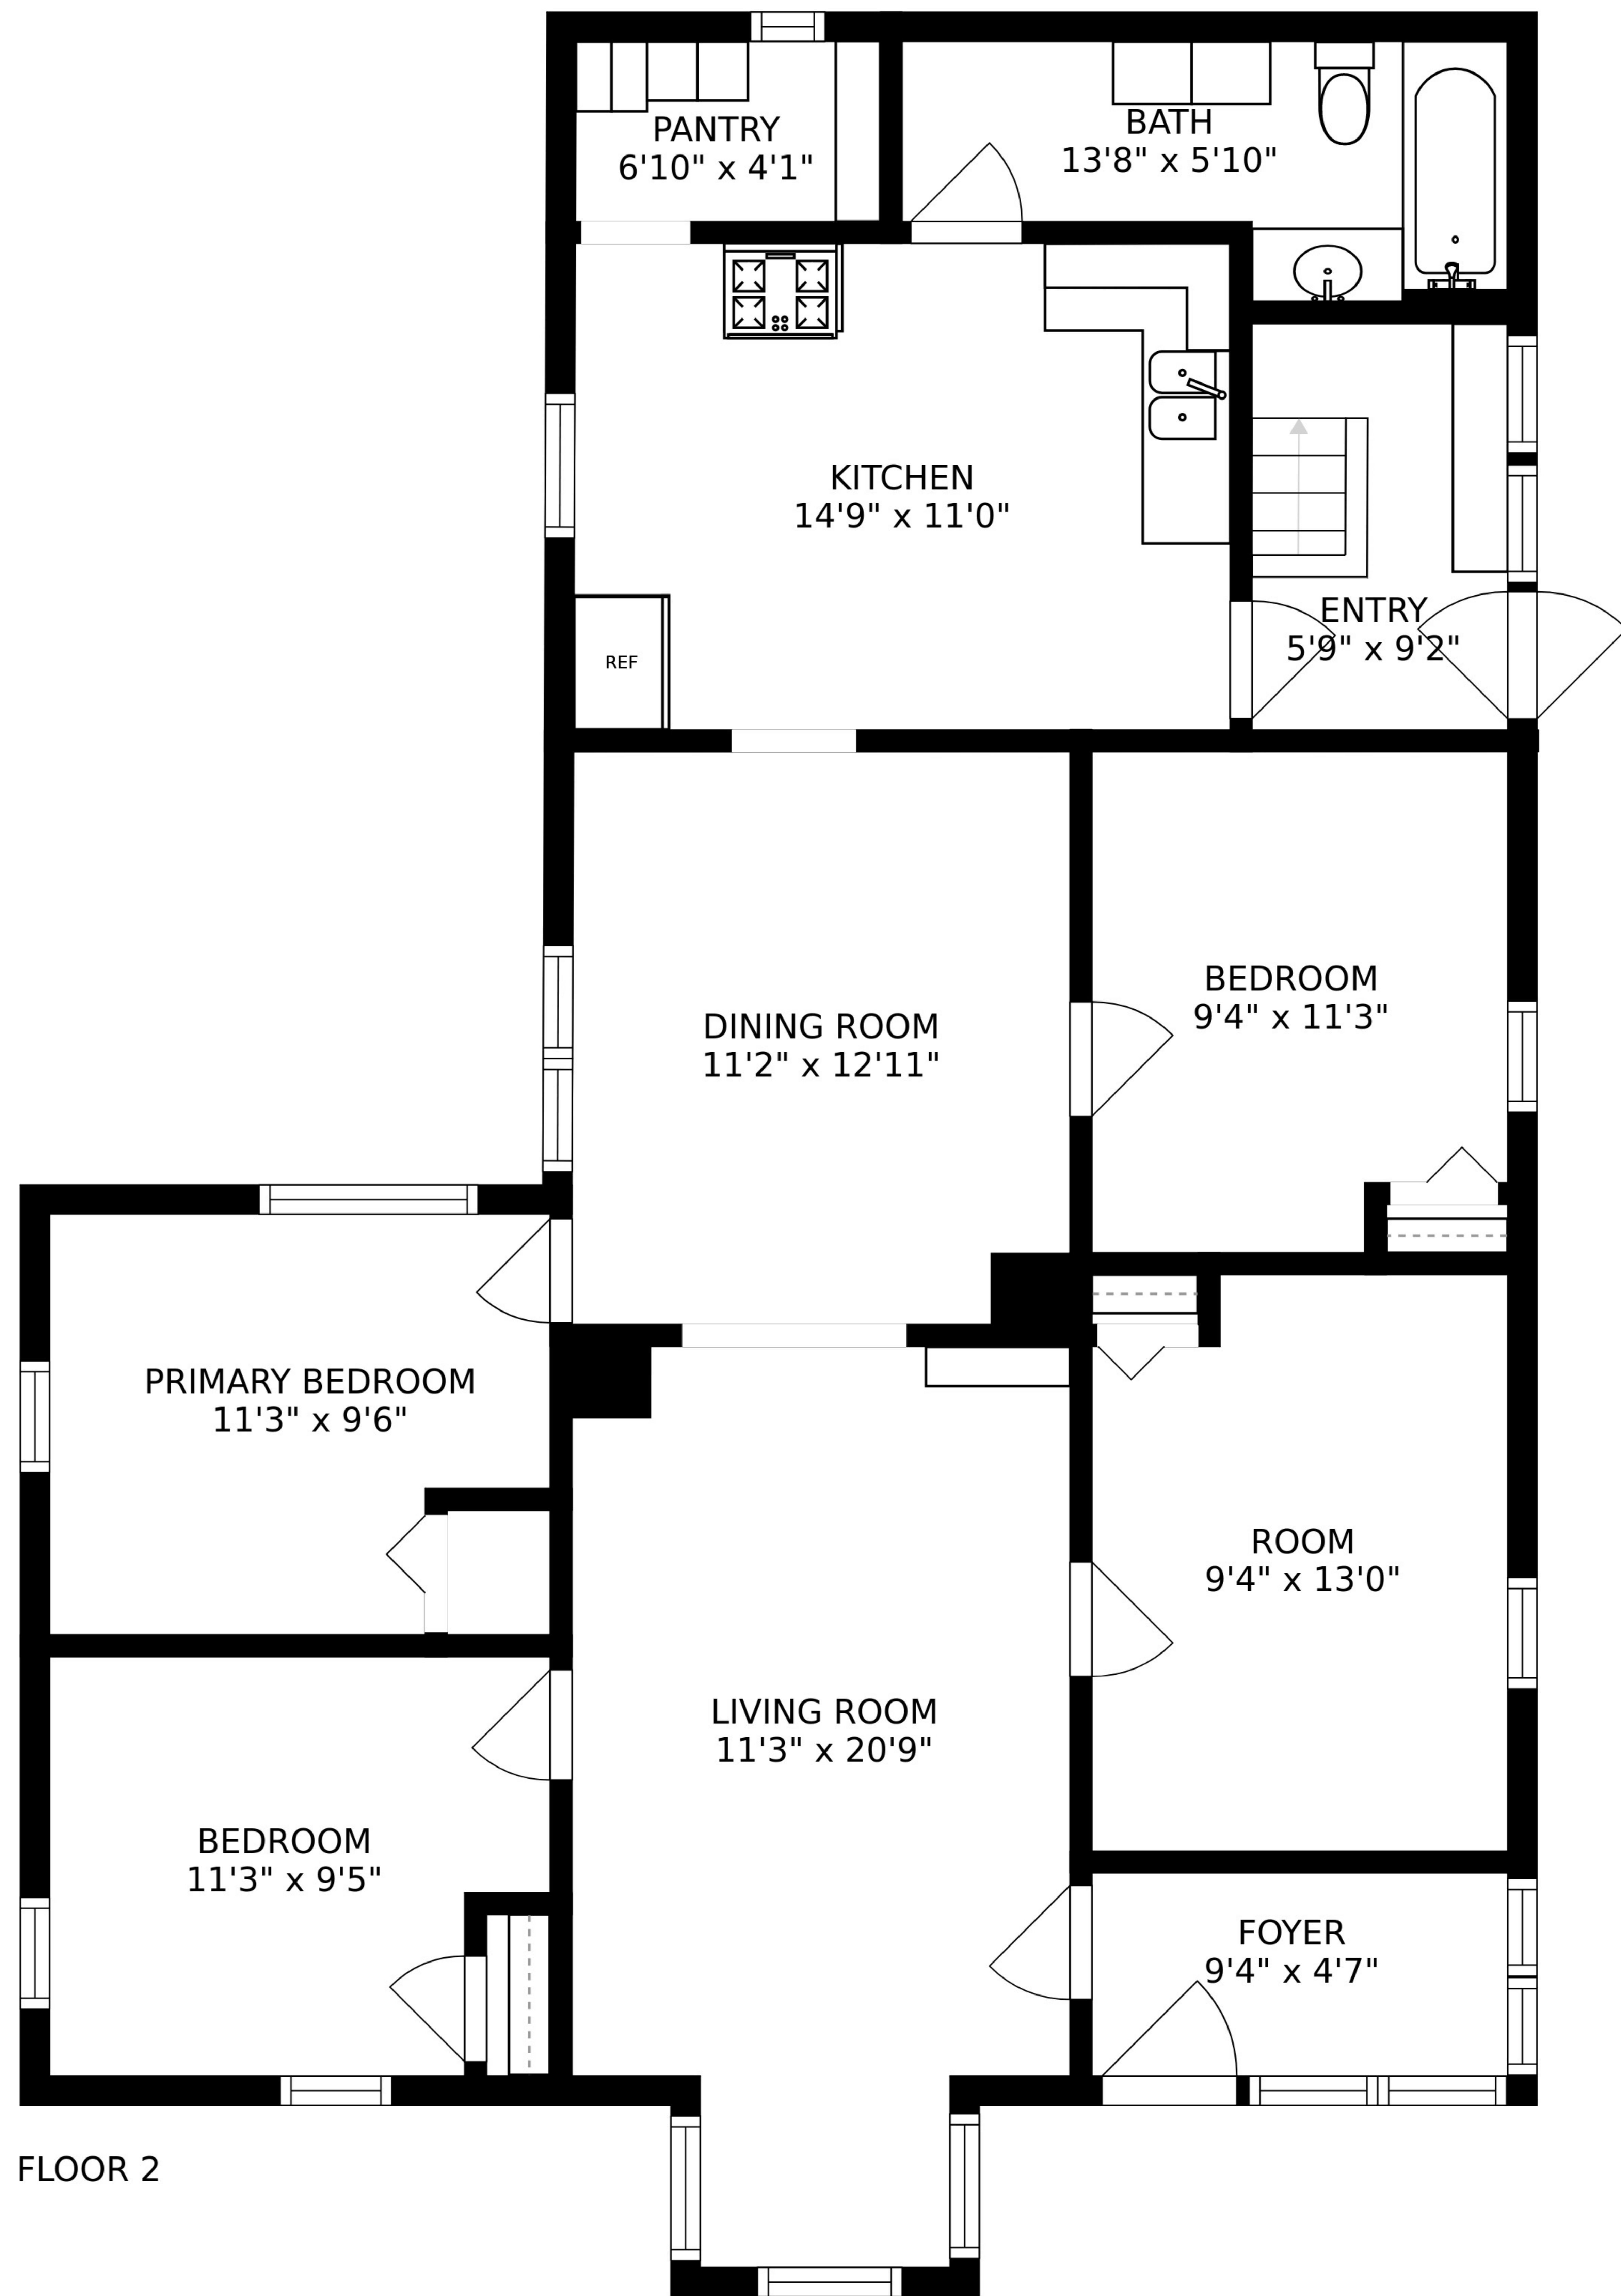 PANTRY
6'10" x 4'1"
BATH
13'8" x 5'10"
KITCHEN
14'9" x 11'0"
REF
ENTRY
5'9" x 9'2"
BEDROOM
9'4" x 11'3"
DINING ROOM
11'2" x 12'11"
PRIMARY BEDROOM
11'3" x 9'6"
ROOM
9'4" x 13'0"
LIVING ROOM
11'3" x 20'9"
BEDROOM
11'3" x 9'5"
FOYER
9'4" x 4'7"
FLOOR 2